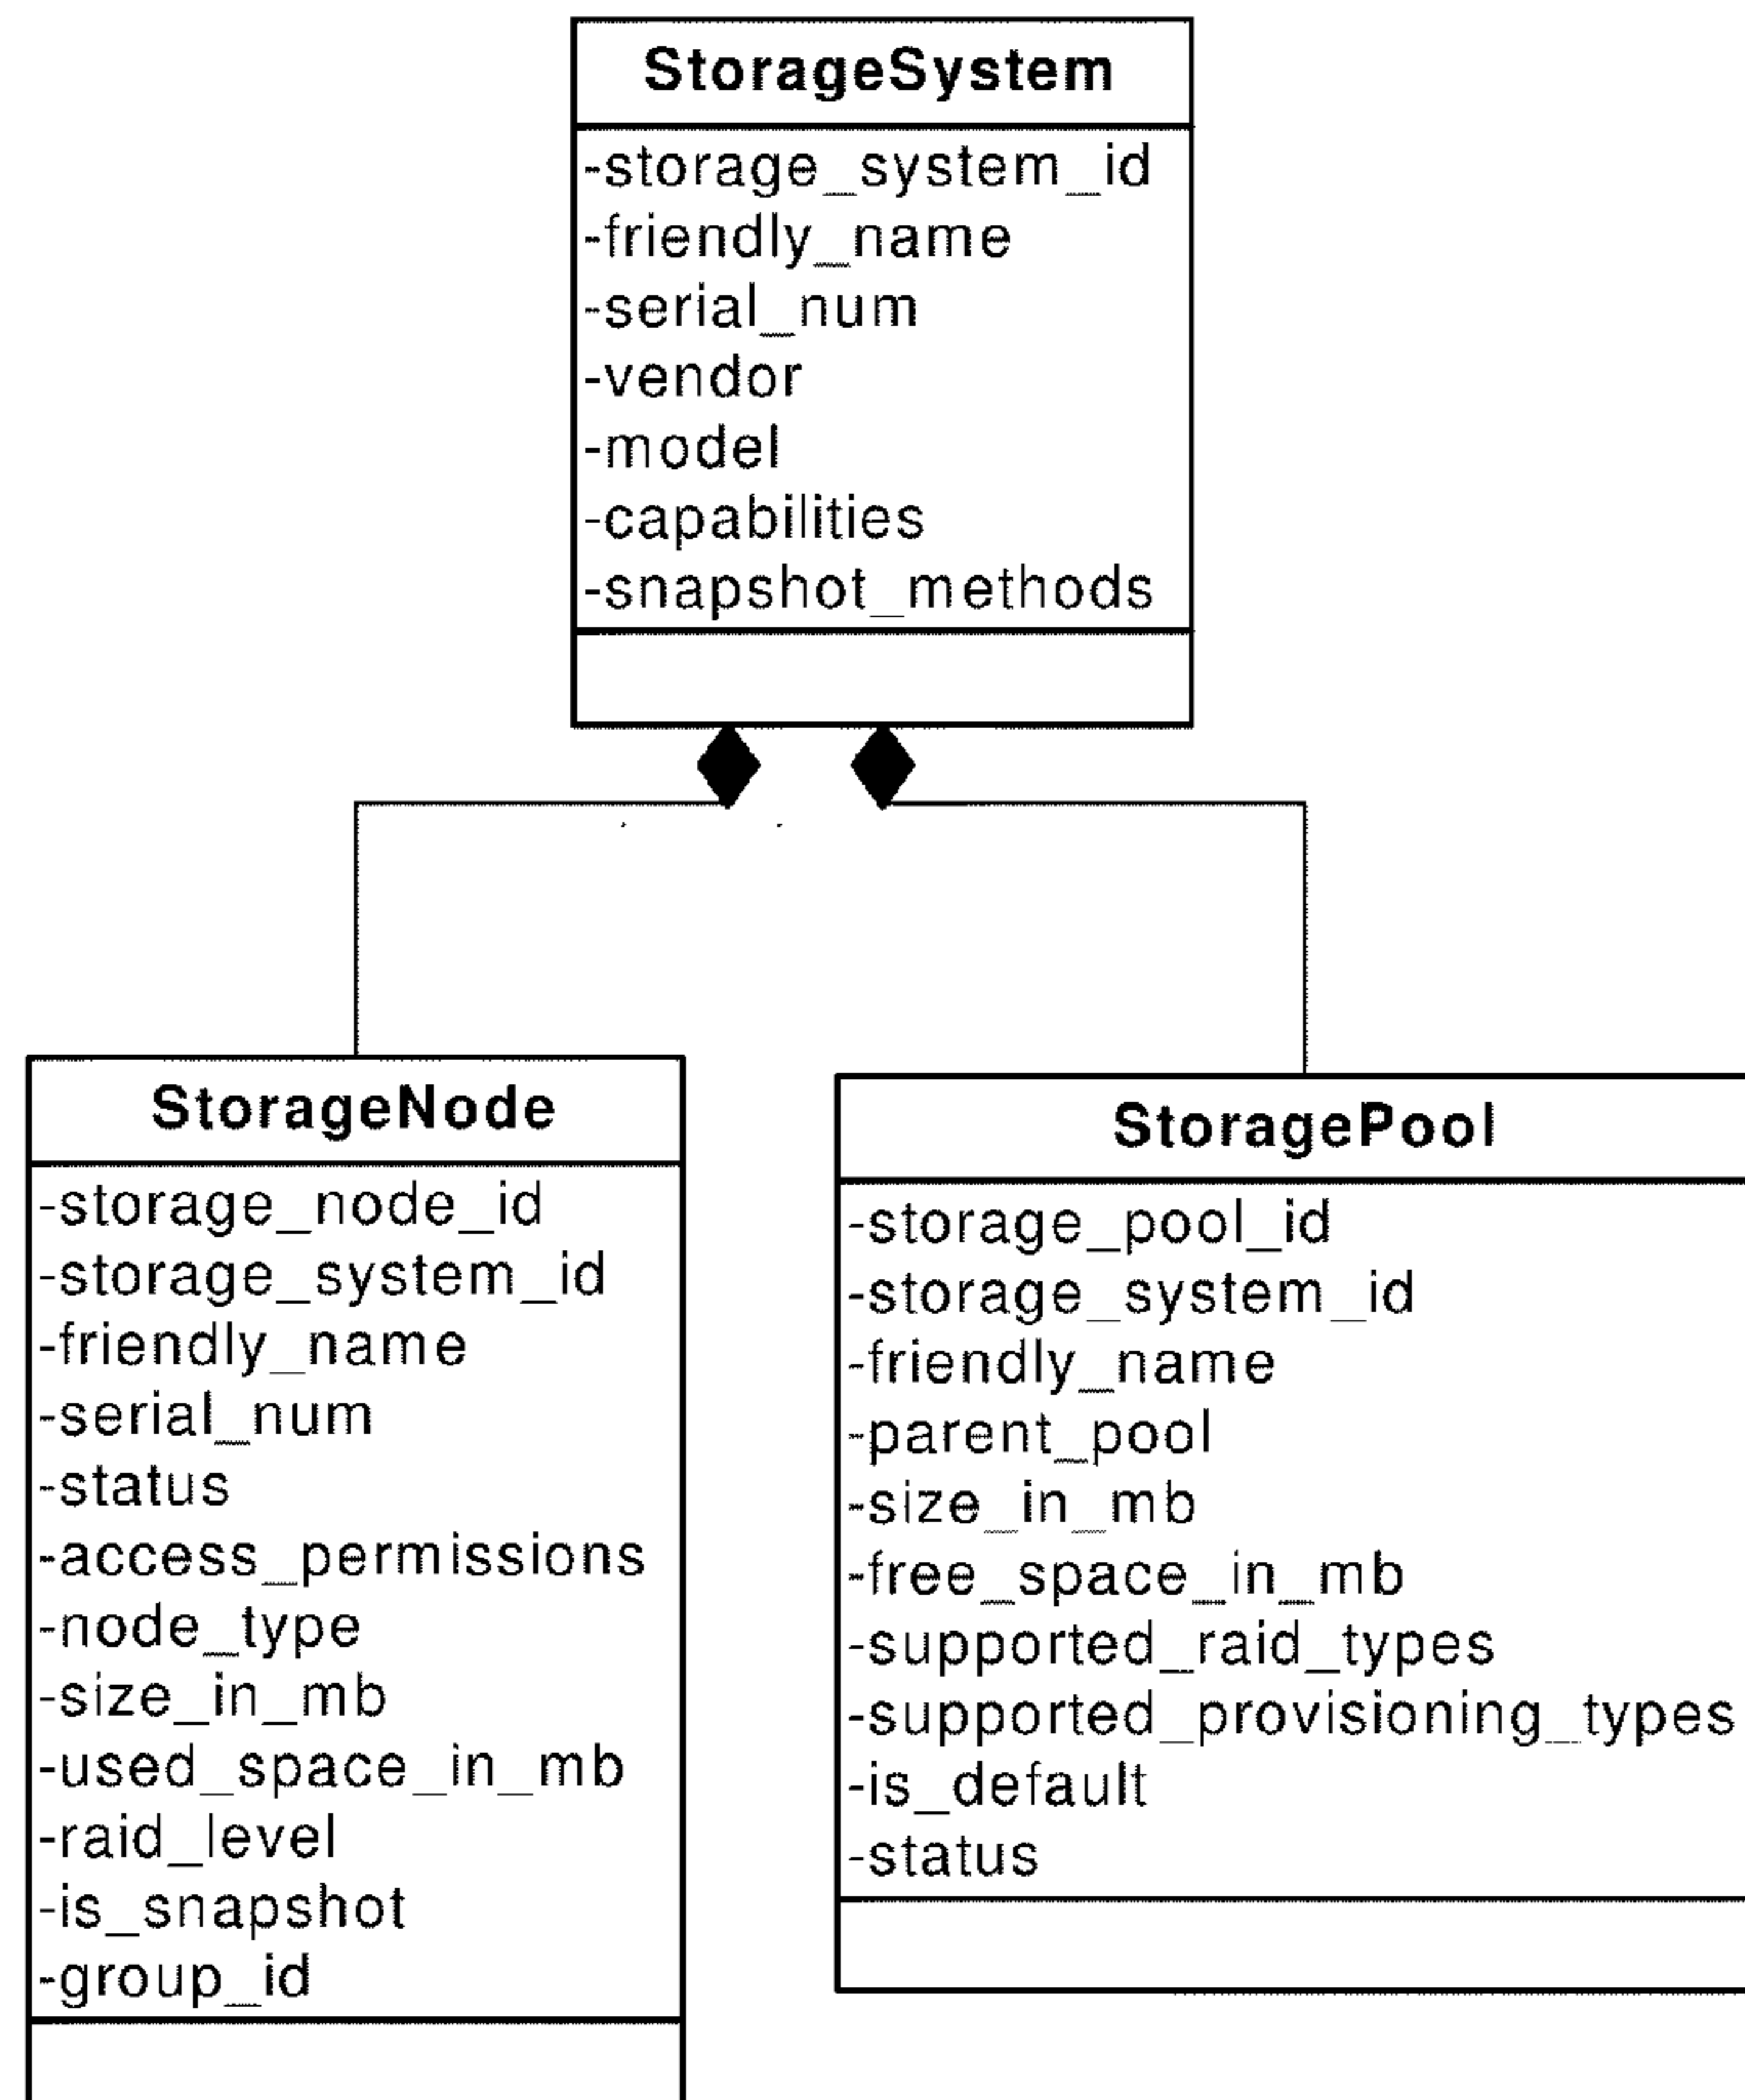 StorageSystem
-storage_system_id
-friendly_name
-serial_num
-vendor
-model
-capabilities
-snapshot_methods
StorageNode
-storage_node_id
-storage_system_id
-friendly_name
-serial_num
-status
-access_permissions
-node_type
-size_in_mb
-used_space_in_mb
-raid_level
-is_snapshot
-group_id
StoragePool
-storage_pool_id
-storage_system_id
-friendly_name
-parent_pool
-size_in_mb
-free_space_in_mb
-supported_raid_types
-supported_provisioning_types
-is_default
-status